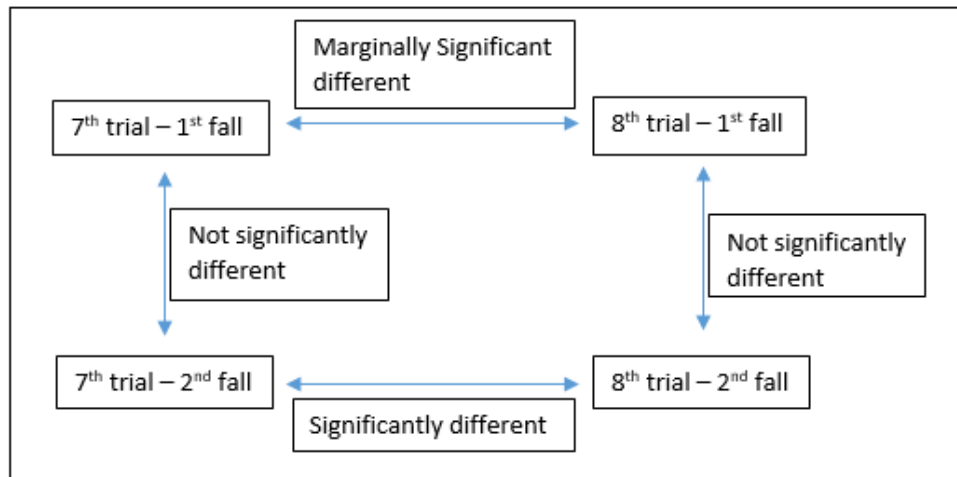 Marginally Significant
different
7th trial – 1st fall
8th trial – 1st fall
Not significantly
different
Not significantly
different
7th trial – 2nd fall
8th trial – 2nd fall
Significantly different